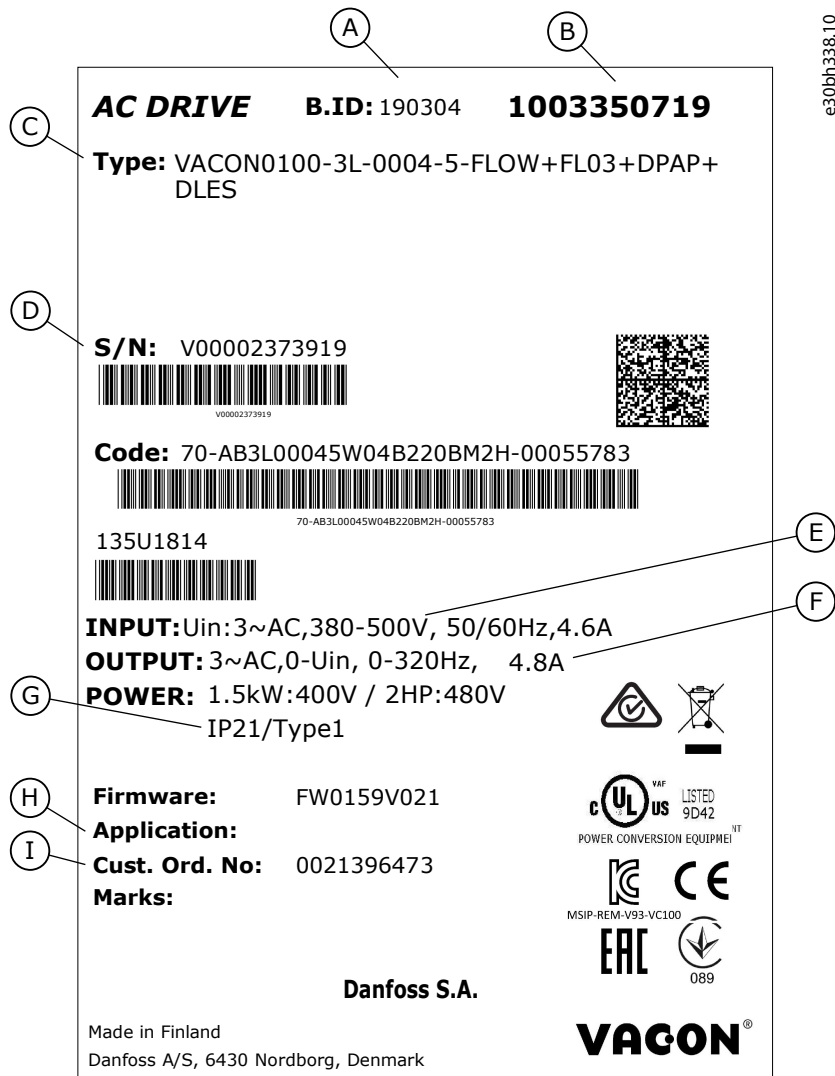 A
B
e30bh338.10
AC DRIVE B.ID: 190304 1003350719
C
Type: VACON0100-3L-0004-5-FLOW+FL03+DPAP+
DLES
D
S/N: V00002373919
V00002373919
Code: 70-AB3L00045W04B220BM2H-00055783
70-AB3L00045W04B220BM2H-00055783
135U1814
E
INPUT:Uin:3~AC,380-500V, 50/60Hz,4.6A
F
OUTPUT: 3~AC,0-Uin, 0-320Hz, 4.8A
G
POWER: 1.5kW:400V / 2HP:480V
IP21/Type1
H
Firmware: FW0159V021
Application:
I
Cust. Ord. No: 0021396473
Marks:
VAF
C UL US LISTED
9D42
POWER CONVERSION EQUIPMENT
KC CE
MSIP-REM-V93-VC100
EAC
089
Danfoss S.A.
Made in Finland
Danfoss A/S, 6430 Nordborg, Denmark
VACON®